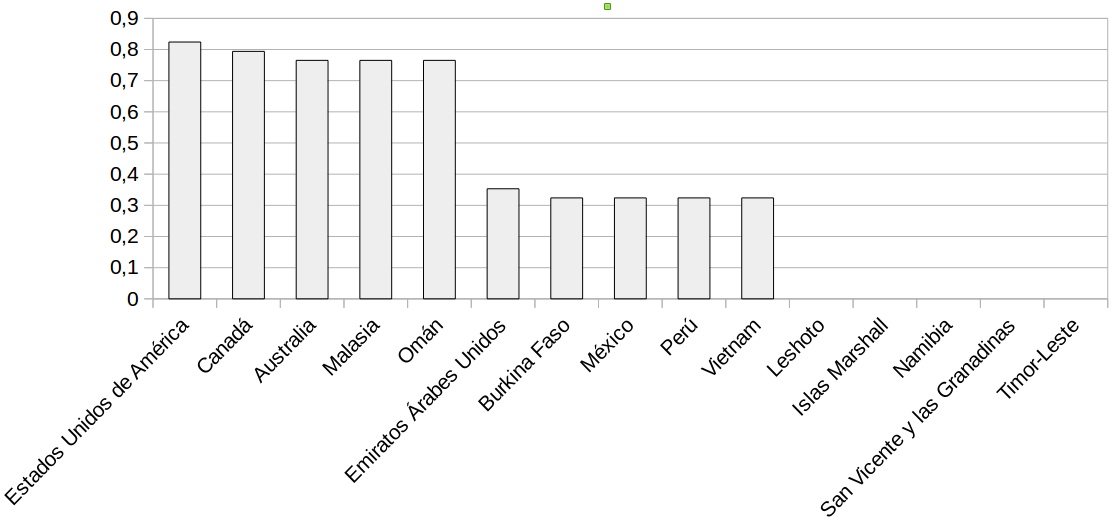 0,9
0,8
0,7
0,6
0,5
0,4
0,3
0,2
0,1
0
Estados Unidos de América
Canadá
Australia
Malasia
Omán
Emiratos Árabes Unidos
Burkina Faso
México
Perú
Vietnam
Leshoto
Islas Marshall
Namibia
San Vicente y las Granadinas
Timor-Leste